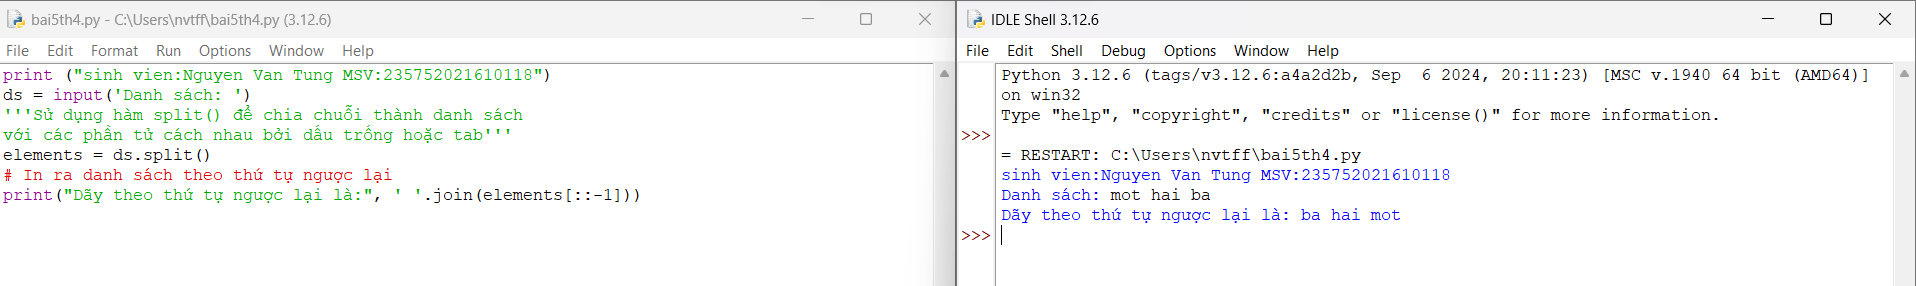 bai5th4.py - C:\Users\nvtff\bai5th4.py (3.12.6)
File Edit Format Run Options Window Help
print ("sinh vien:Nguyen Van Tung MSV:235752021610118")
ds = input('Danh sách: ')
'''Sử dụng hàm split() để chia chuỗi thành danh sách
với các phần tử cách nhau bởi dấu trống hoặc tab'''
elements = ds.split()
# In ra danh sách theo thứ tự ngược lại
print("Dãy theo thứ tự ngược lại là:", ' '.join(elements[::-1]))
IDLE Shell 3.12.6
File Edit Shell Debug Options Window Help
Python 3.12.6 (tags/v3.12.6:a4a2d2b, Sep  6 2024, 20:11:23) [MSC v.1940 64 bit (AMD64)]
on win32
Type "help", "copyright", "credits" or "license()" for more information.
>>>
= RESTART: C:\Users\nvtff\bai5th4.py
sinh vien:Nguyen Van Tung MSV:235752021610118
Danh sách: mot hai ba
Dãy theo thứ tự ngược lại là: ba hai mot
>>>